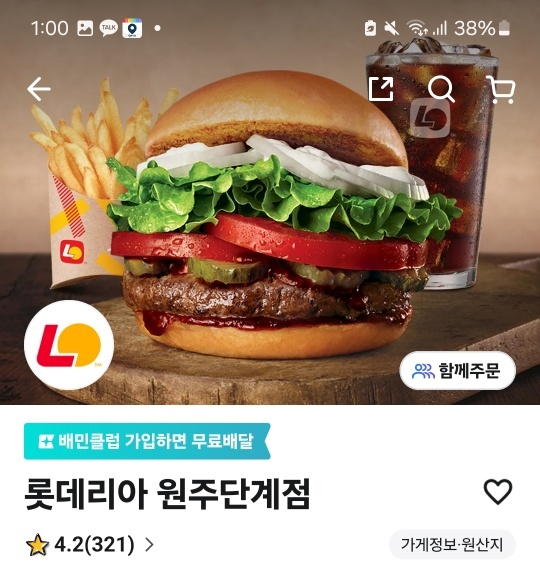 1:00 TALK 38%
함께주문
배민클럽 가입하면 무료배달
롯데리아 원주단계점
4.2(321)
가게정보·원산지